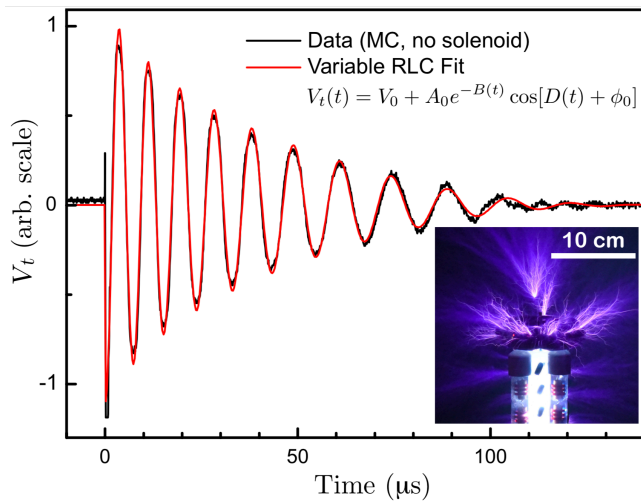 Data (MC, no solenoid)
Variable RLC Fit
V_t(t) = V_0 + A_0e^{-B(t)} cos[D(t) + ϕ_0]
1
0
-1
V_t (arb. scale)
10 cm
0
50
100
Time (μs)